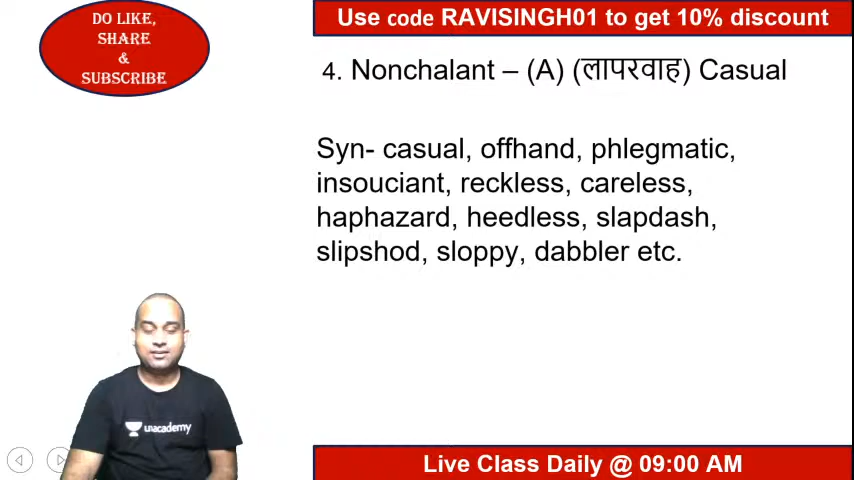 DO LIKE,
SHARE
&
SUBSCRIBE
Use code RAVISINGH01 to get 10% discount
4. Nonchalant – (A) (लापरवाह) Casual
Syn- casual, offhand, phlegmatic,
insouciant, reckless, careless,
haphazard, heedless, slapdash,
slipshod, sloppy, dabbler etc.
unacademy
Live Class Daily @ 09:00 AM